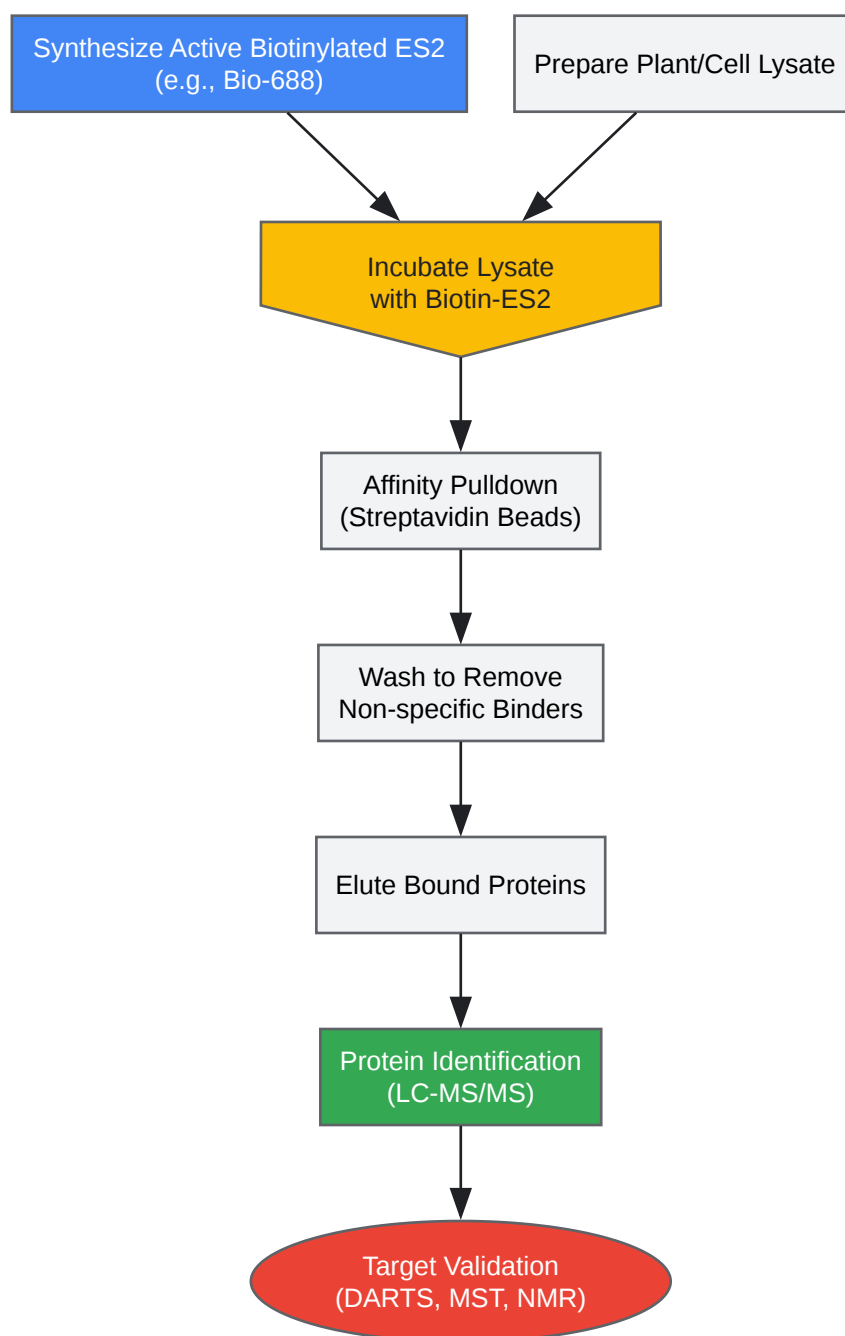 Synthesize Active Biotinylated ES2
(e.g., Bio-688)
Prepare Plant/Cell Lysate
Incubate Lysate
with Biotin-ES2
Affinity Pulldown
(Streptavidin Beads)
Wash to Remove
Non-specific Binders
Elute Bound Proteins
Protein Identification
(LC-MS/MS)
Target Validation
(DARTS, MST, NMR)